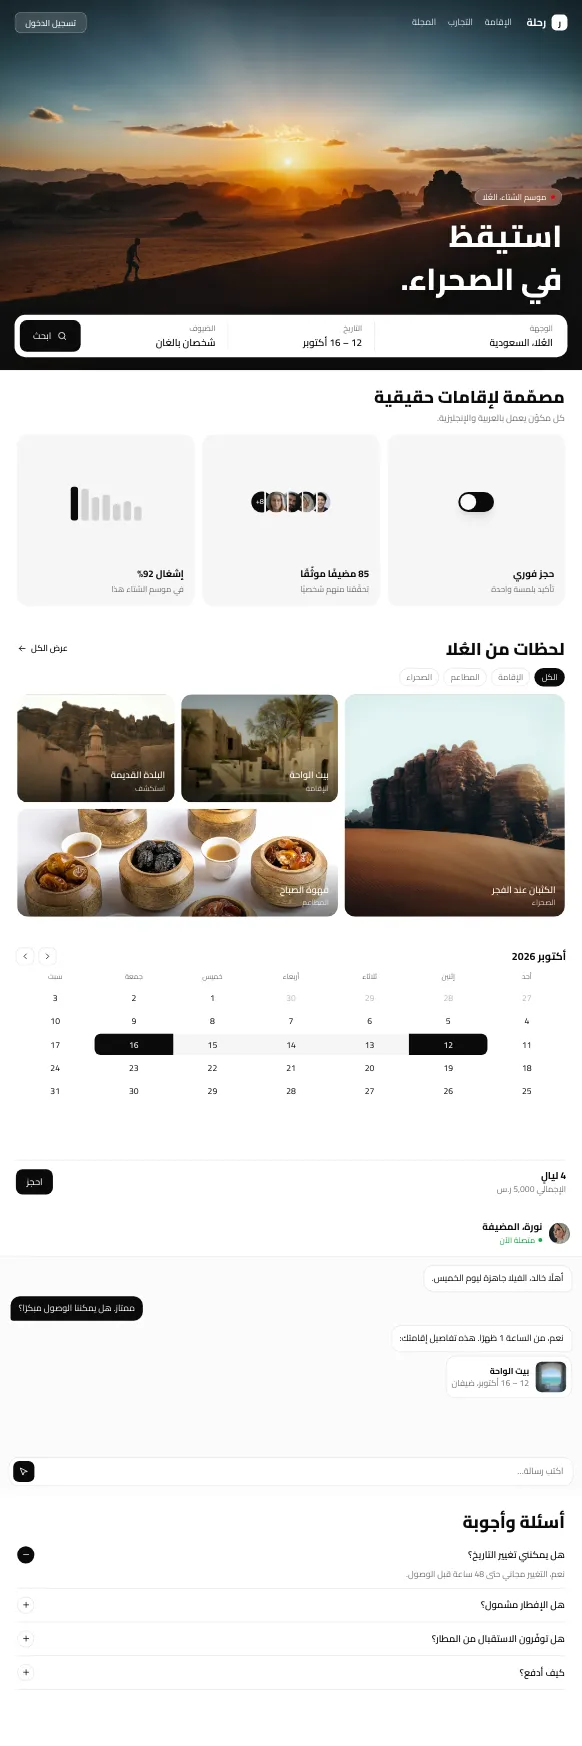 ر رحلة
الإقامة التجارب المجلة
تسجيل الدخول
موسم الشتاء، العُلا
استيقظ
في الصحراء.
الوجهة
العُلا، السعودية
التاريخ
12 – 16 أكتوبر
الضيوف
شخصان بالغان
ابحث
مصمّمة لإقامات حقيقية
كل مكوّن يعمل بالعربية والإنجليزية.
حجز فوري
تأكيد بلمسة واحدة
+8
85 مضيفًا موثّقًا
تحقّقنا منهم شخصيًا
إشغال 92%
في موسم الشتاء هذا
لحظات من العُلا
عرض الكل
الكل الإقامة المطاعم الصحراء
الكثبان عند الفجر
الصحراء
بيت الواحة
الإقامة
البلدة القديمة
استكشف
قهوة الصباح
المطاعم
أكتوبر 2026
أحد إثنين ثلاثاء أربعاء خميس جمعة سبت
27 28 29 30 1 2 3
4 5 6 7 8 9 10
11 12 13 14 15 16 17
18 19 20 21 22 23 24
25 26 27 28 29 30 31
4 ليالٍ
الإجمالي 5,000 ر.س
احجز
نورة، المضيفة
متصلة الآن
أهلًا خالد، الفيلا جاهزة ليوم الخميس.
ممتاز. هل يمكننا الوصول مبكرًا؟
نعم، من الساعة 1 ظهرًا. هذه تفاصيل إقامتك:
بيت الواحة
12 – 16 أكتوبر، ضيفان
اكتب رسالة...
أسئلة وأجوبة
هل يمكنني تغيير التاريخ؟
نعم، التغيير مجاني حتى 48 ساعة قبل الوصول.
هل الإفطار مشمول؟
هل توفّرون الاستقبال من المطار؟
كيف أدفع؟